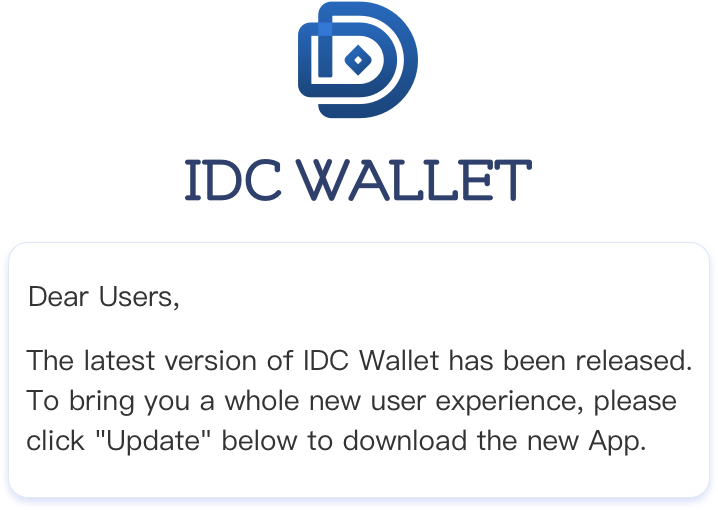 IDC WALLET
Dear Users,
The latest version of IDC Wallet has been released.
To bring you a whole new user experience, please
click "Update" below to download the new App.